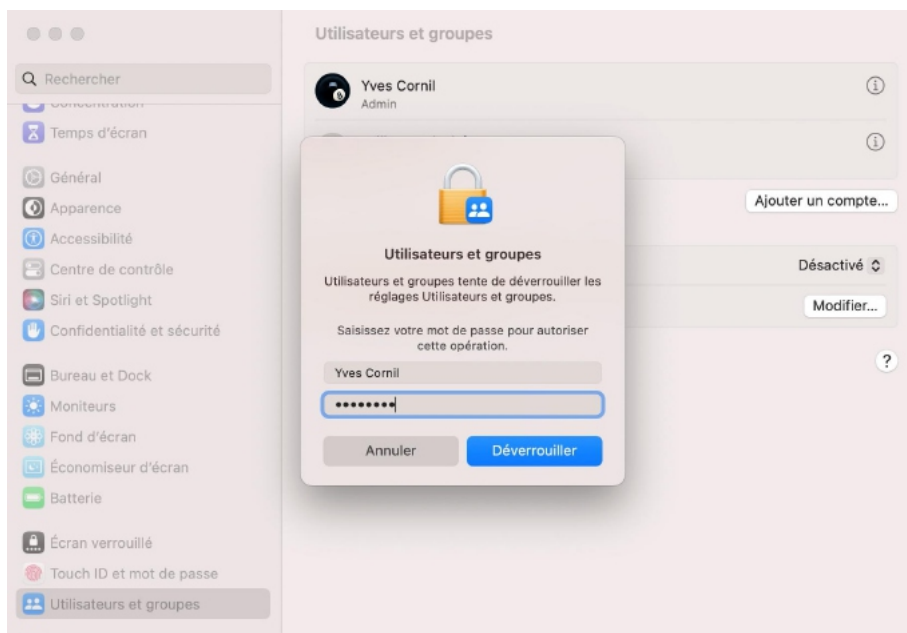 Utilisateurs et groupes
Rechercher
Temps d'écran
Général
Apparence
Accessibilité
Centre de contrôle
Siri et Spotlight
Confidentialité et sécurité
Bureau et Dock
Moniteurs
Fond d'écran
Économiseur d'écran
Batterie
Écran verrouillé
Touch ID et mot de passe
Utilisateurs et groupes
Yves Cornil
Admin
Ajouter un compte...
Désactivé
Modifier...
?
Utilisateurs et groupes
Utilisateurs et groupes tente de déverrouiller les
réglages Utilisateurs et groupes.
Saisissez votre mot de passe pour autoriser
cette opération.
Yves Cornil
••••••••
Annuler
Déverrouiller